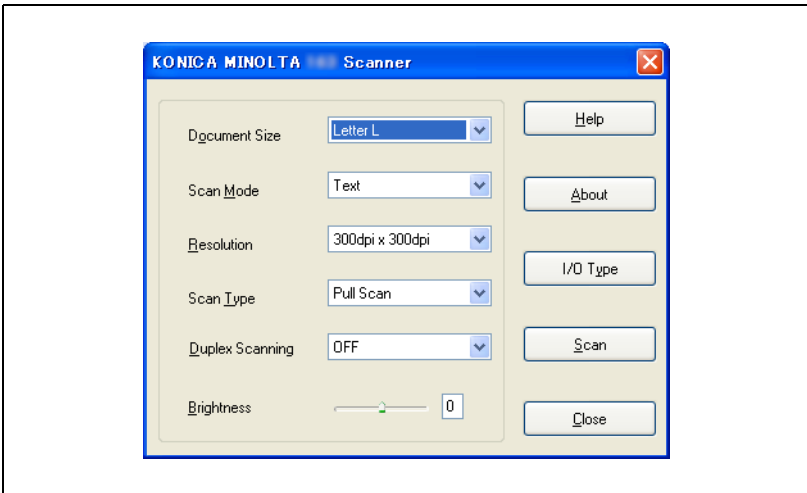 KONICA MINOLTA Scanner
Document Size
Letter L
Scan Mode
Text
Resolution
300dpi x 300dpi
Scan Type
Pull Scan
Duplex Scanning
OFF
Brightness
0
Help
About
I/O Type
Scan
Close